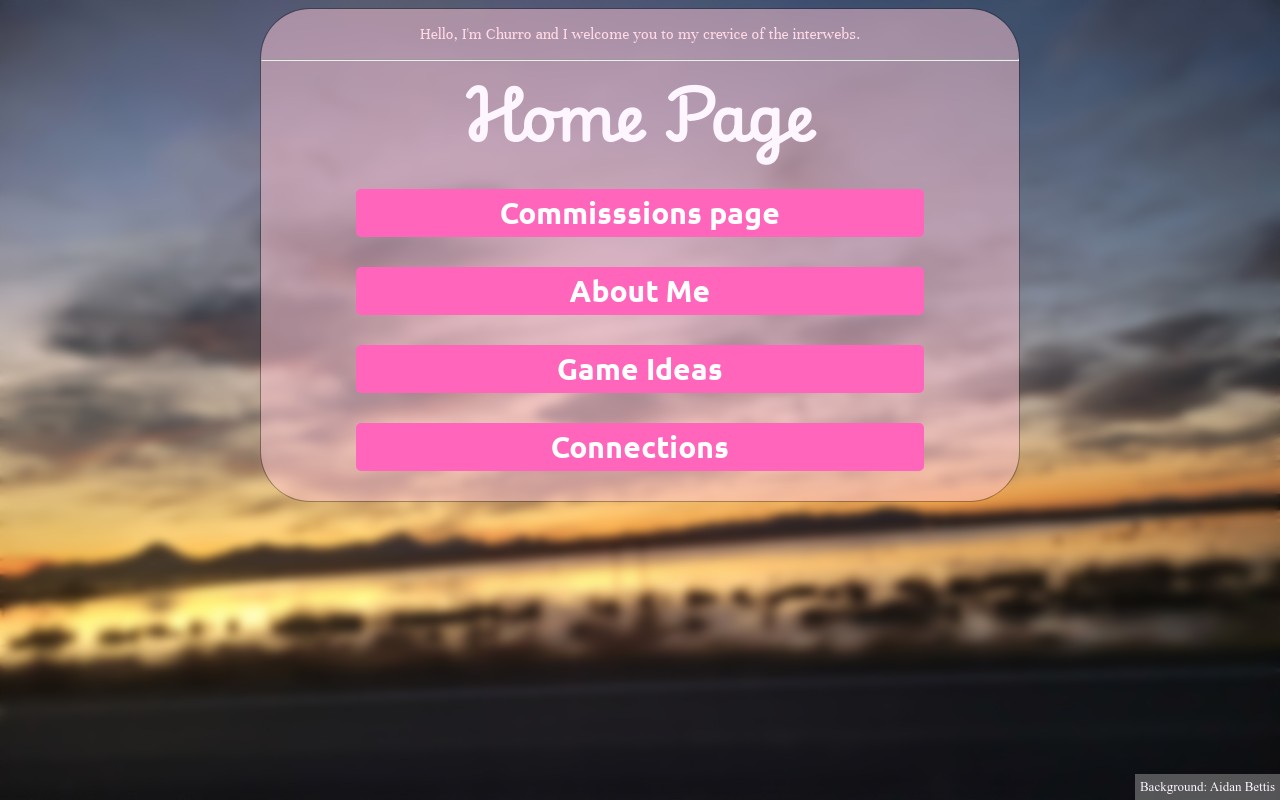 Hello, I'm Churro and I welcome you to my crevice of the interwebs.
Home Page
Commisssions page
About Me
Game Ideas
Connections
Background: Aidan Bettis